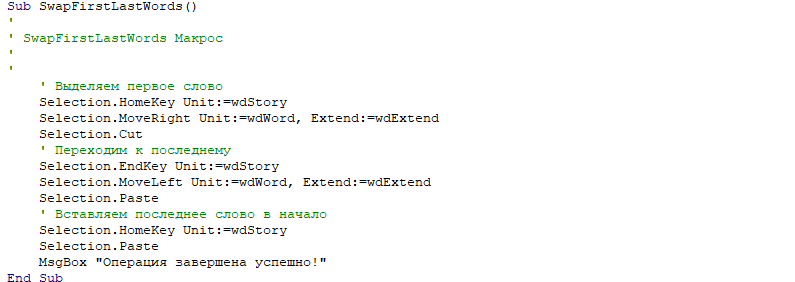 Sub SwapFirstLastWords()
'
' SwapFirstLastWords Макрос
'
'
    ' Выделяем первое слово
    Selection.HomeKey Unit:=wdStory
    Selection.MoveRight Unit:=wdWord, Extend:=wdExtend
    Selection.Cut
    ' Переходим к последнему
    Selection.EndKey Unit:=wdStory
    Selection.MoveLeft Unit:=wdWord, Extend:=wdExtend
    Selection.Paste
    ' Вставляем последнее слово в начало
    Selection.HomeKey Unit:=wdStory
    Selection.Paste
    MsgBox "Операция завершена успешно!"
End Sub